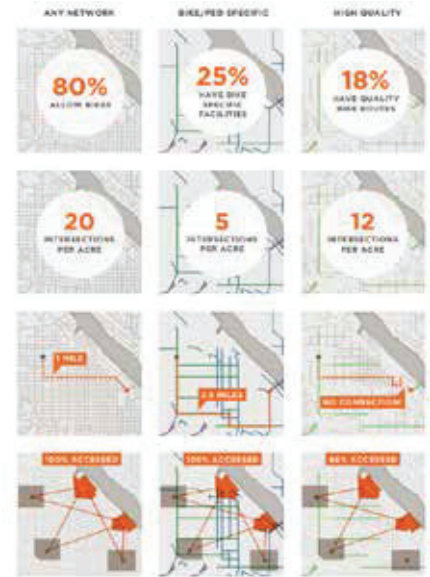 ANY NETWORK
BIKE/PED SPECIFIC
HIGH QUALITY
80%
ALLOW BIKES
25%
HAVE BIKE
SPECIFIC
FACILITIES
18%
HAVE QUALITY
BIKE ROUTES
20
INTERSECTIONS
PER ACRE
5
INTERSECTIONS
PER ACRE
12
INTERSECTIONS
PER ACRE
1 MILE
MILES
NO CONNECTION
100% ACCESSED
100% ACCESSED
ACCESSED